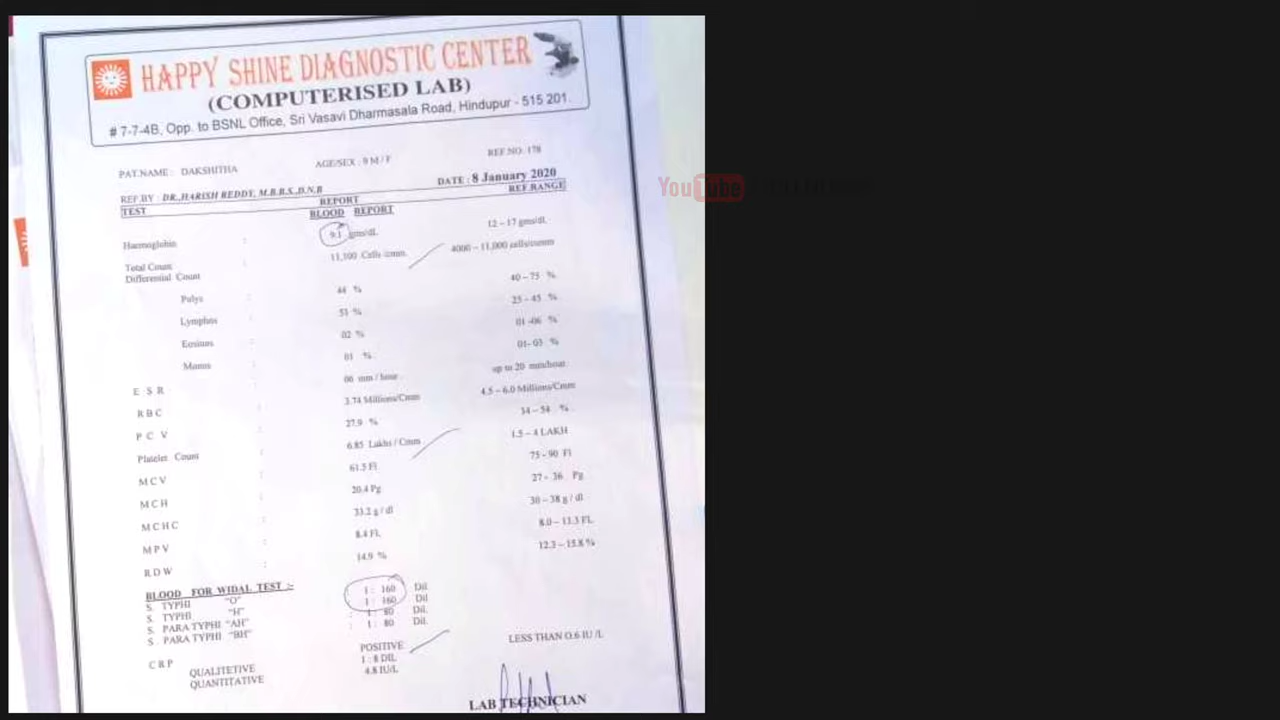 HAPPY SHINE DIAGNOSTIC CENTER
(COMPUTERISED LAB)
# 7-7-4B, Opp. to BSNL Office, Sri Vasavi Dharmasala Road, Hindupur - 515 201.
PAT.NAME : DAKSHITHA AGE/SEX : 9 M / F REF NO. 178
REF BY : DR.,HARISH REDDY, M.B.B.S.,D.N.B DATE : 8 January 2020
TEST REPORT REF RANGE
BLOOD REPORT
Haemoglobin : 9.1 gms/dL 12 – 17 gms/dL
Total Count : 11,100 Cells /cmm. 4000 – 11,000 cells/cumm
Differential Count
Polys : 44 % 40 – 75 %
Lymphos : 53 % 25 – 45 %
Eosinos : 02 % 01 -06 %
Monos : 01 % 01- 03 %
E S R : 06 mm / hour up to 20 mm/hour
R B C : 3.74 Millions/Cmm 4.5 – 6.0 Millions/Cmm
P C V : 27.9 % 34 – 54 %
Platelet Count : 6.85 Lakhs / Cmm 1.5 – 4 LAKH
M C V : 61.5 Fl 75 - 90 Fl
M C H : 20.4 Pg 27 - 36 Pg
M C H C : 33.2 g / dl 30 – 38 g / dl
M P V : 8.4 FL 8.0 – 13.3 FL
R D W : 14.9 % 12.3 – 15.8 %
BLOOD FOR WIDAL TEST :-
S. TYPHI "O" 1 : 160 Dil
S. TYPHI "H" 1 : 160 Dil
S. PARA TYPHI "AH" : 1 : 80 Dil.
S . PARA TYPHI "BH" : 1 : 80 Dil.
C R P POSITIVE LESS THAN O.6 IU /L
QUALITETIVE 1 : 8 DIL
QUANTITATIVE 4.8 IU/L
LAB TECHNICIAN
YouTube